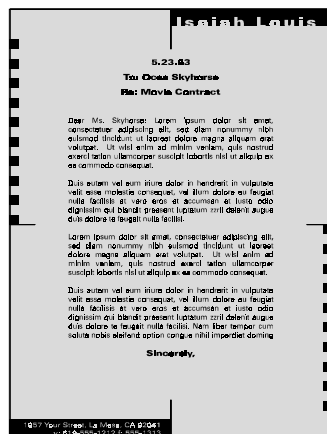 Isaiah Louis
5.23.93
To: Ocea Skyhorse
Re: Movie Contract
Dear Ms. Skyhorse: Lorem ipsum dolor sit amet,
consectetuer adipiscing elit, sed diam nonummy nibh
euismod tincidunt ut laoreet dolore magna aliquam erat
volutpat. Ut wisi enim ad minim veniam, quis nostrud
exerci tation ullamcorper suscipit lobortis nisl ut aliquip ex
ea commodo consequat.
Duis autem vel eum iriure dolor in hendrerit in vulputate
velit esse molestie consequat, vel illum dolore eu feugiat
nulla facilisis at vero eros et accumsan et iusto odio
dignissim qui blandit praesent luptatum zzril delenit augue
duis dolore te feugait nulla facilisi.
Lorem ipsum dolor sit amet, consectetuer adipiscing elit,
sed diam nonummy nibh euismod tincidunt ut laoreet
dolore magna aliquam erat volutpat. Ut wisi enim ad
minim veniam, quis nostrud exerci tation ullamcorper
suscipit lobortis nisl ut aliquip ex ea commodo consequat.
Duis autem vel eum iriure dolor in hendrerit in vulputate
velit esse molestie consequat, vel illum dolore eu feugiat
nulla facilisis at vero eros et accumsan et iusto odio
dignissim qui blandit praesent luptatum zzril delenit augue
duis dolore te feugait nulla facilisi. Nam liber tempor cum
soluta nobis eleifend option congue nihil imperdiet doming
Sincerely,
1957 Your Street, La Mesa, CA 92041
v: 619-555-1212 f: 555-1313